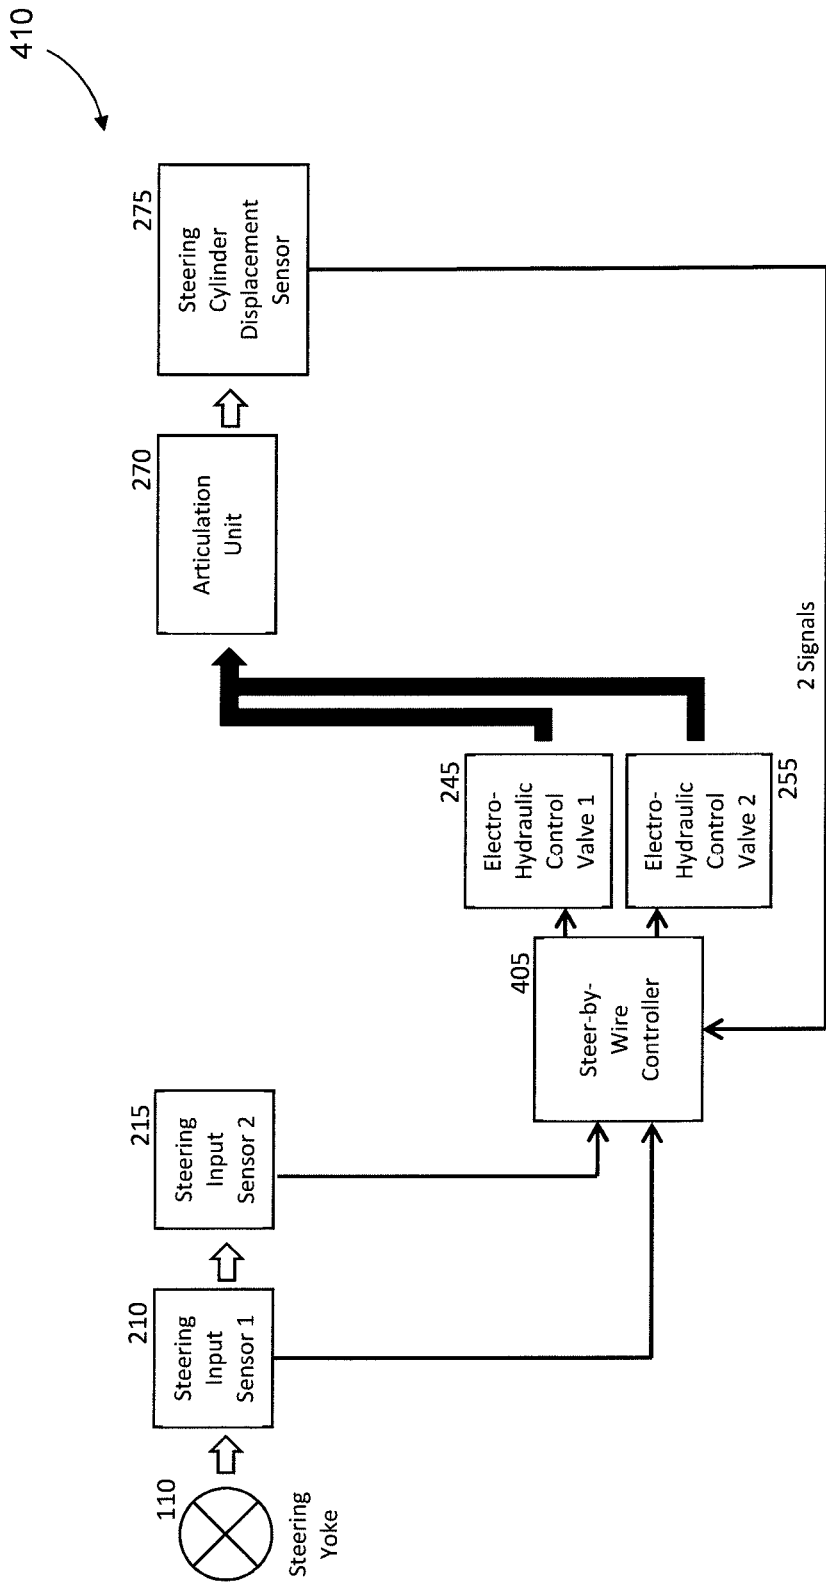 410
110
Steering
Yoke
210
Steering
Input
Sensor 1
215
Steering
Input
Sensor 2
405
Steer-by-
Wire
Controller
245
Electro-
Hydraulic
Control
Valve 1
Electro-
Hydraulic
Control
Valve 2
255
270
Articulation
Unit
275
Steering
Cylinder
Displacement
Sensor
2 Signals